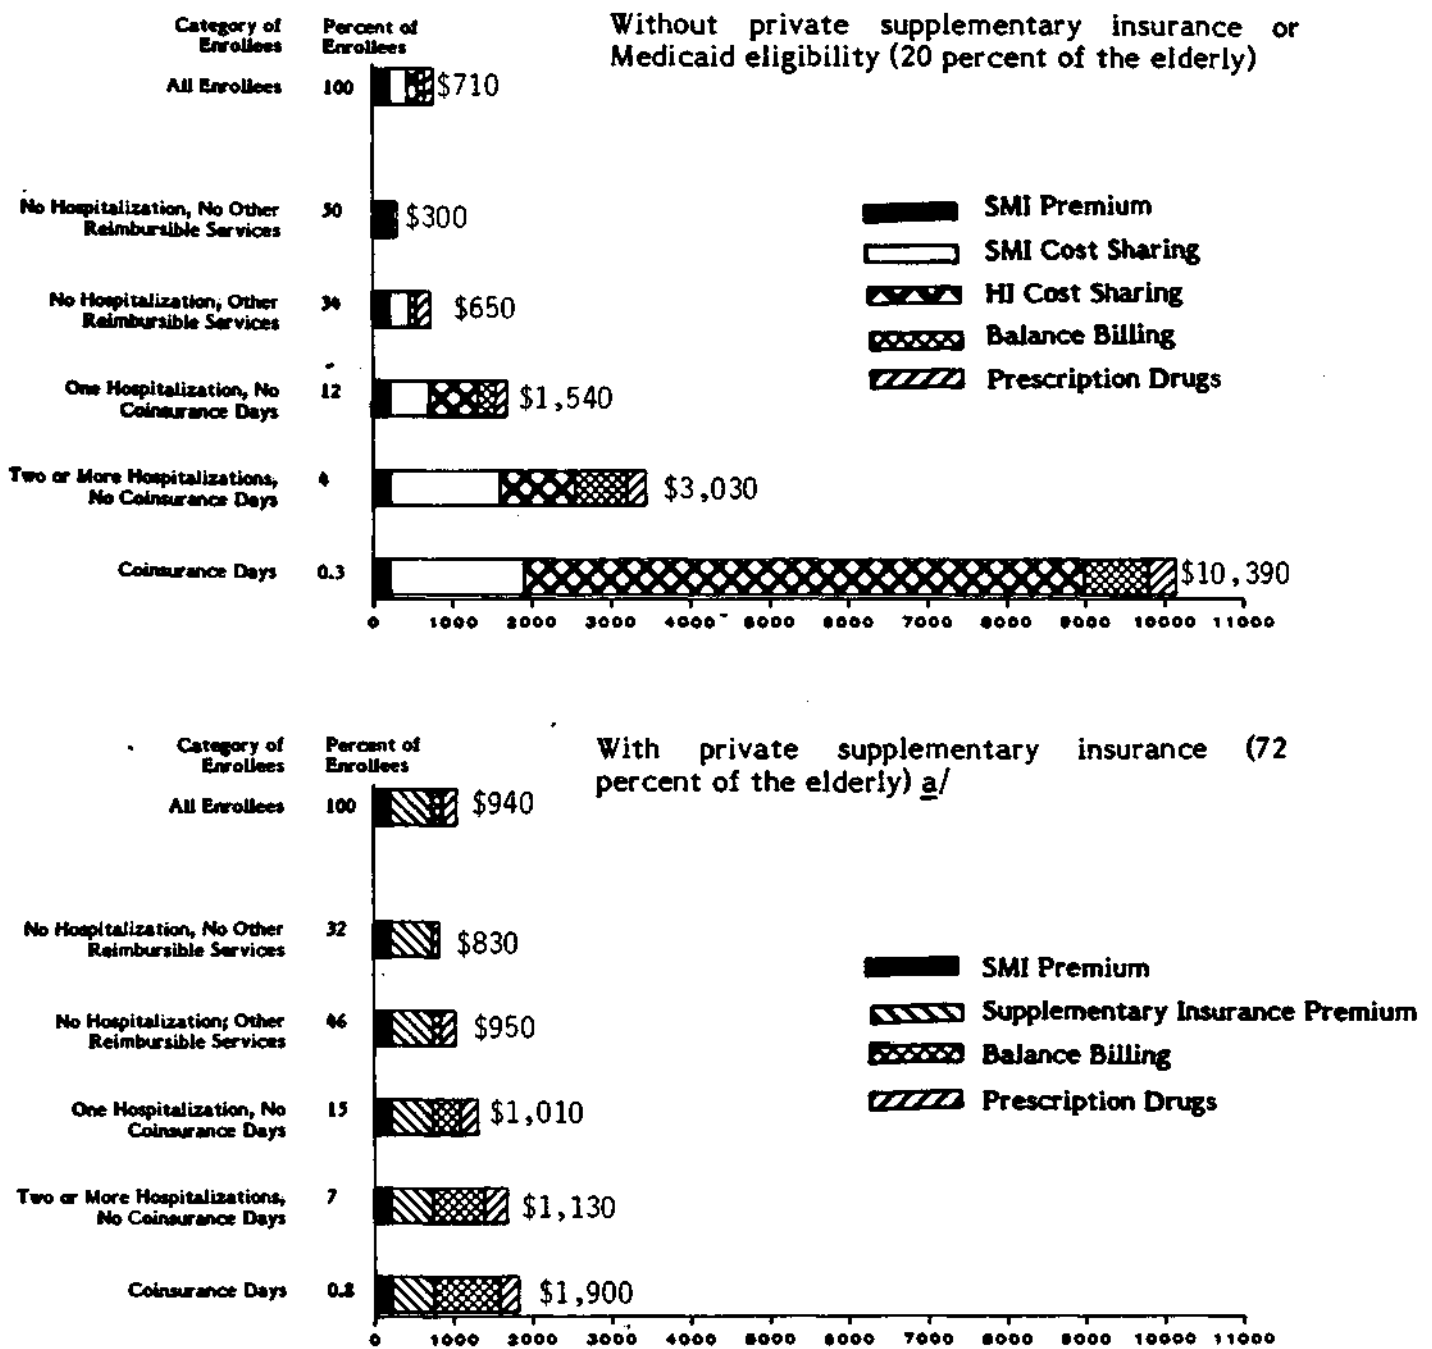 Without private supplementary insurance or
Medicaid eligibility (20 percent of the elderly)
Category of
Enrollees
Percent of
Enrollees
All Enrollees 100 $710
No Hospitalization, No Other
Reimbursible Services
50 $300
No Hospitalization, Other
Reimbursible Services
34 $650
One Hospitalization, No
Coinsurance Days
12 $1,540
Two or More Hospitalizations,
No Coinsurance Days
4 $3,030
Coinsurance Days 0.3 $10,390
SMI Premium
SMI Cost Sharing
HI Cost Sharing
Balance Billing
Prescription Drugs
0 1000 2000 3000 4000 5000 6000 7000 8000 9000 10000 11000
With private supplementary insurance (72
percent of the elderly) a/
Category of
Enrollees
Percent of
Enrollees
All Enrollees 100 $940
No Hospitalization, No Other
Reimbursible Services
32 $830
No Hospitalization; Other
Reimbursible Services
46 $950
One Hospitalization, No
Coinsurance Days
15 $1,010
Two or More Hospitalizations,
No Coinsurance Days
7 $1,130
Coinsurance Days 0.8 $1,900
SMI Premium
Supplementary Insurance Premium
Balance Billing
Prescription Drugs
0 1000 2000 3000 4000 5000 6000 7000 8000 9000 10000 11000